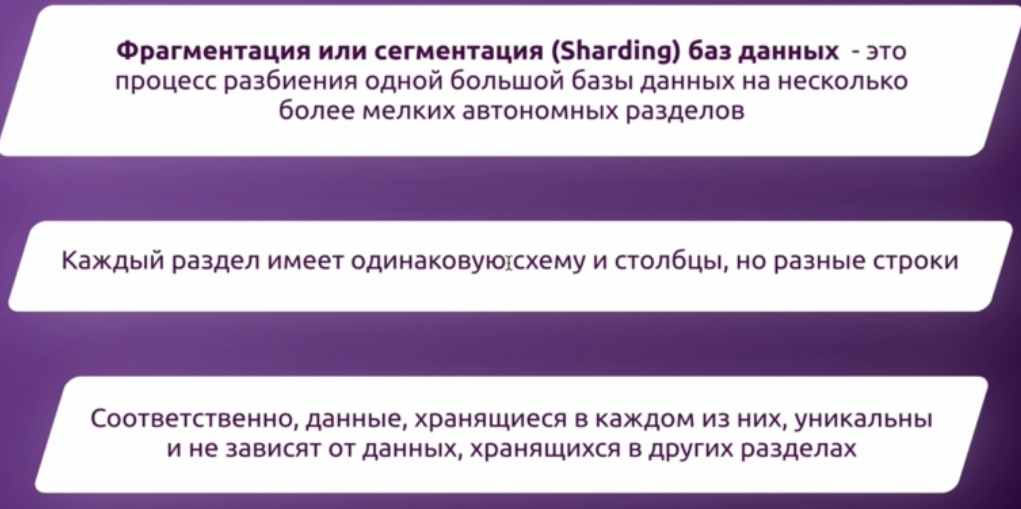 Фрагментация или сегментация (Sharding) баз данных - это
процесс разбиения одной большой базы данных на несколько
более мелких автономных разделов
Каждый раздел имеет одинаковую схему и столбцы, но разные строки
Соответственно, данные, хранящиеся в каждом из них, уникальны
и не зависят от данных, хранящихся в других разделах